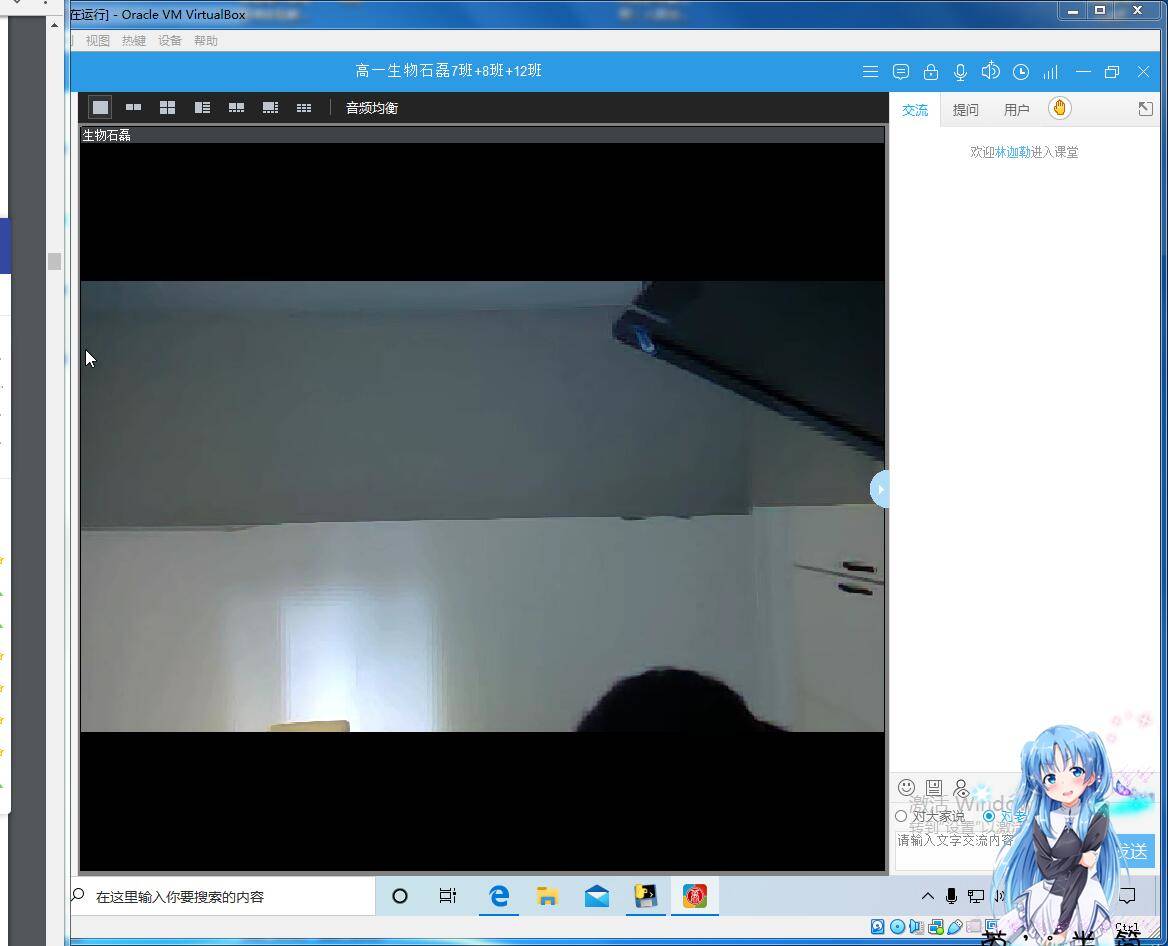 在运行] - Oracle VM VirtualBox
视图 热键 设备 帮助
高一生物石磊7班+8班+12班
音频均衡
交流 提问 用户
生物石磊
欢迎林迦勒进入课堂
激活 Windo
对大家说 对老
转到"设置"以激活
请输入文字交流内容
发送
在这里输入你要搜索的内容
Ctrl
英 , 半 简